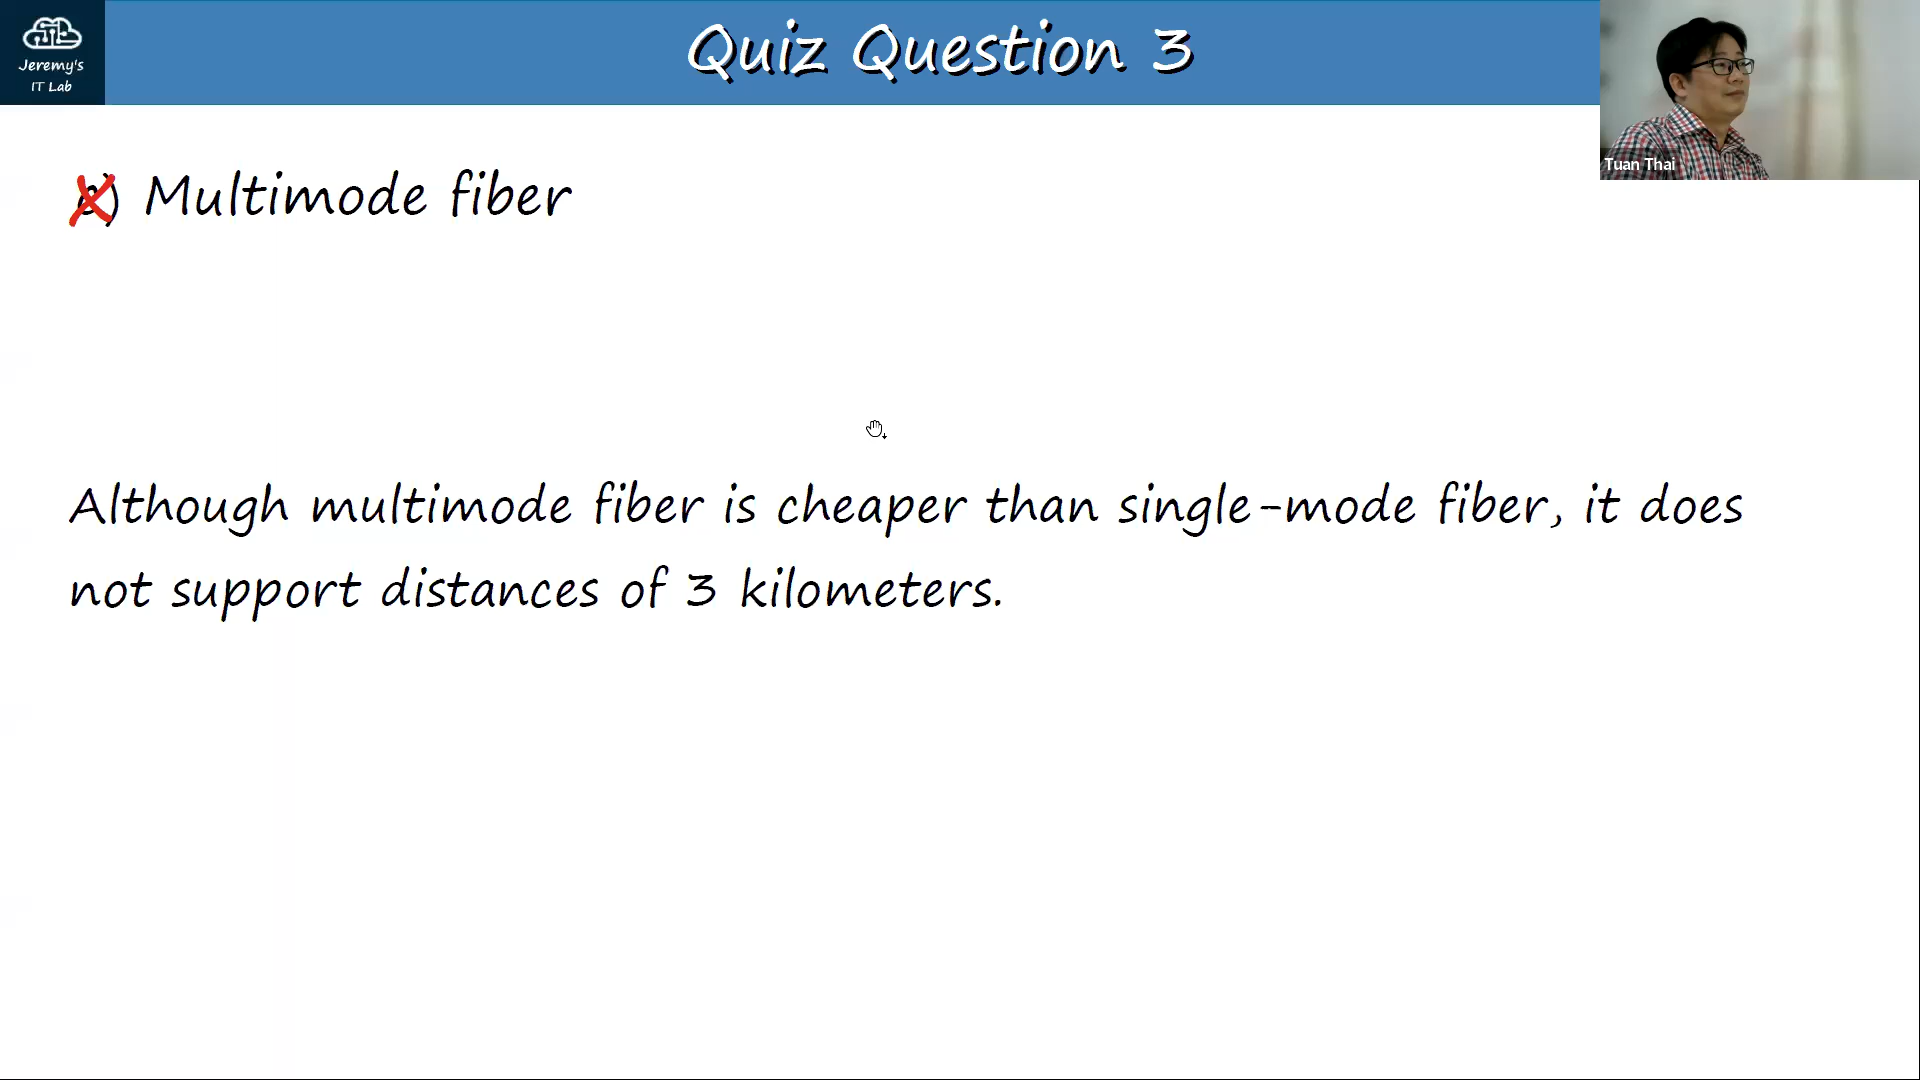 Jeremy's
IT Lab
Quiz Question 3
Tuan Thai
) Multimode fiber
Although multimode fiber is cheaper than single-mode fiber, it does
not support distances of 3 kilometers.